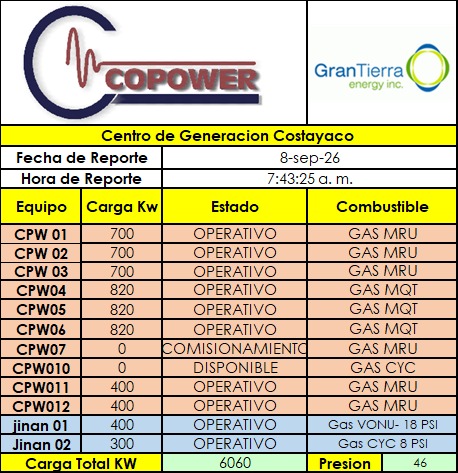 COPOWER
GranTierra
energy inc.
Centro de Generacion Costayaco
Fecha de Reporte 8-sep-26
Hora de Reporte 7:43:25 a. m.
Equipo Carga Kw Estado Combustible
CPW 01 700 OPERATIVO GAS MRU
CPW 02 700 OPERATIVO GAS MRU
CPW 03 700 OPERATIVO GAS MRU
CPW04 820 OPERATIVO GAS MQT
CPW05 820 OPERATIVO GAS MQT
CPW06 820 OPERATIVO GAS MQT
CPW07 0 COMISIONAMIENTO GAS MRU
CPW010 0 DISPONIBLE GAS CYC
CPW011 400 OPERATIVO GAS MRU
CPW012 400 OPERATIVO GAS MRU
jinan 01 400 OPERATIVO Gas VONU- 18 PSI
Jinan 02 300 OPERATIVO Gas CYC 8 PSI
Carga Total KW 6060 Presion 46